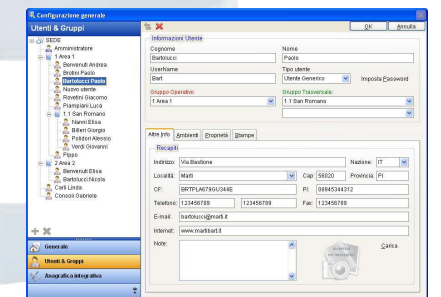 Configurazione generale
Utenti & Gruppi
OK
Annulla
SEDE
Amministratore
1 Area 1
Benvenuti Andrea
Brotini Paolo
Bartolucci Paolo
Nuovo utente
Rovetini Giacomo
Piampiani Luca
1.1 San Romano
Nanni Elisa
Billeri Giorgio
Polidori Alessio
Verdi Giovanni
Pippo
2 Area 2
Benvenuti Elisa
Bartolucci Nicola
Carli Linda
Consoli Gabriele
Generale
Utenti & Gruppi
Anagrafica integrativa
Informazioni Utente
Cognome
Nome
Bartolucci
Paolo
UserName
Tipo utente
Bart
Utente Generico
Imposta Password
Gruppo Operativo
Gruppo Trasversale:
1 Area 1
1.1 San Romano
Altre Info
Ambienti
Proprietà
Stampe
Recapiti
Indirizzo:
Via Bastione
Nazione:
IT
Località:
Marti
Cap:
56020
Provincia:
PI
CF:
BRTPLA679GU344E
PI:
08945344312
Telefono:
123456789
123456789
Fax:
123456789
E-mail:
bartolucci@marti.it
Internet:
www.martibart.it
Note:
Carica